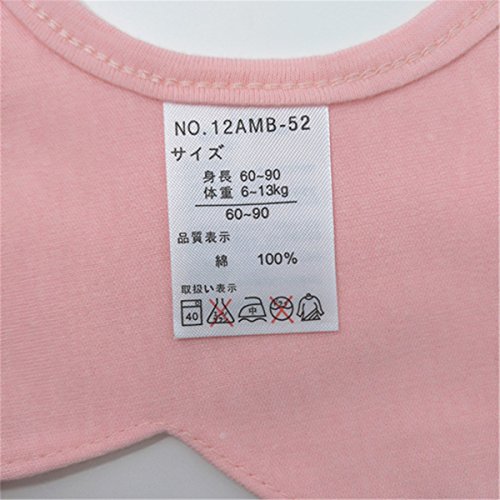 NO.12AMB-52
サイズ
身長 60~90
体重 6~13kg
60~90
品質表示
綿 100%
取扱い表示
40 中